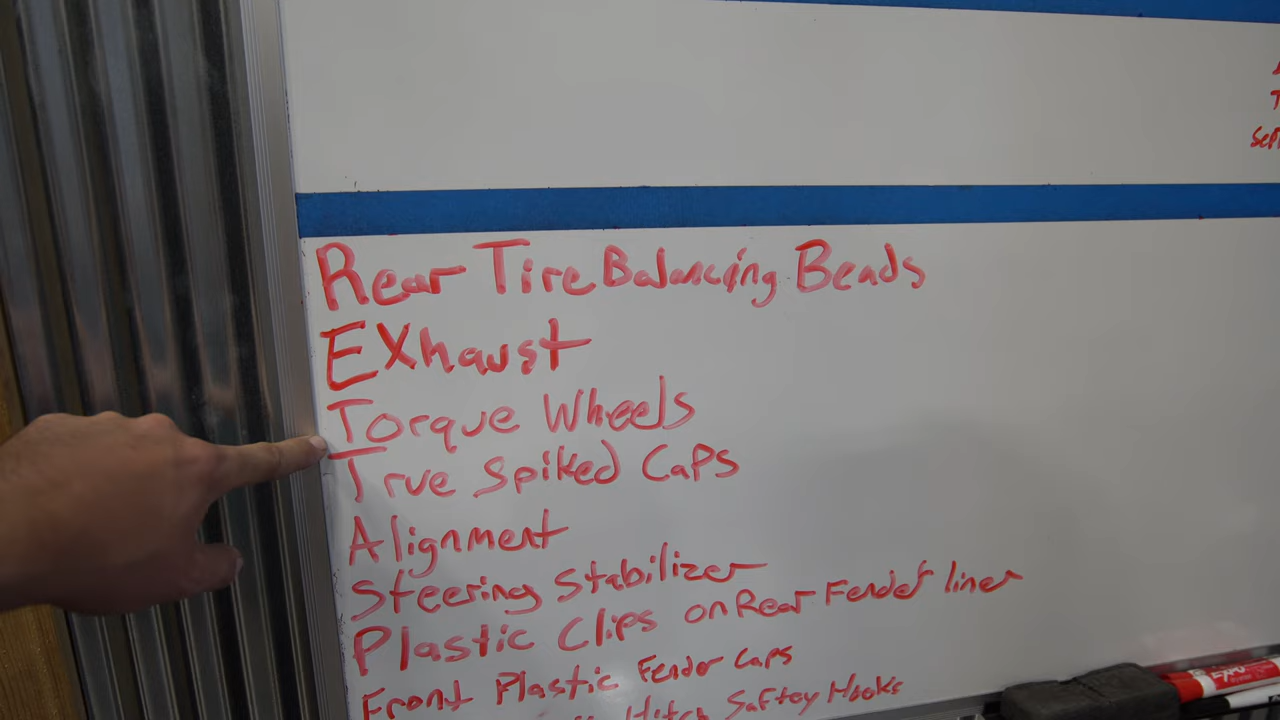 Rear Tire Balancing Beads
EXhaust
Torque Wheels
True Spiked Caps
Alignment
Steering Stabilizer
Plastic Clips on Rear Fender liner
Front Plastic Fender Caps
Hitch Saftey Hooks
EXPO